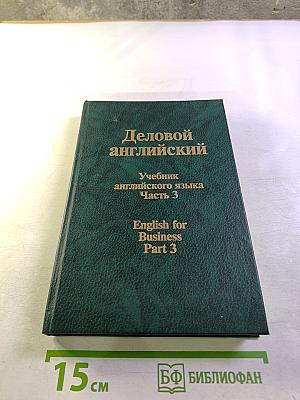 Деловой
английский
Учебник
английского языка
Часть 3
English for
Business
Part 3
15 см
БФ БИБЛИОФАН